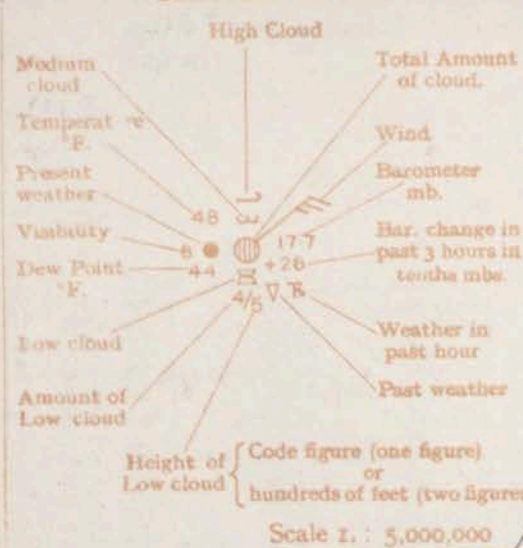 High Cloud
Medium
cloud
Total Amount
of cloud.
Temperat e
°F.
Wind
Present
weather
Barometer
mb.
48
Visibility
6
17·7
Bar. change in
past 3 hours in
tenths mbs.
+26
Dew Point
°F.
44
4/5
Low cloud
Weather in
past hour
Amount of
Low cloud
Past weather
Height of
Low cloud
Code figure (one figure)
or
hundreds of feet (two figures
Scale 1. : 5,000,000